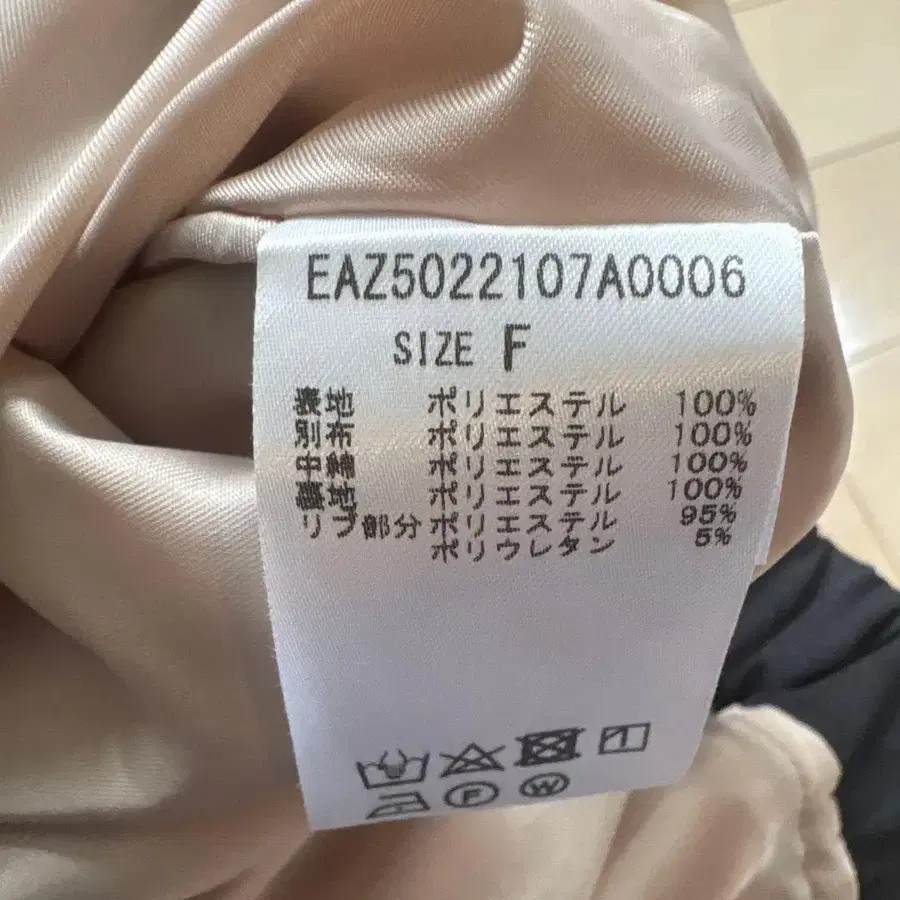 EAZ5022107A0006
SIZE F
表地 ポリエステル 100%
別布 ポリエステル 100%
中綿 ポリエステル 100%
裏地 ポリエステル 100%
リブ部分 ポリエステル 95%
ポリウレタン 5%
F W